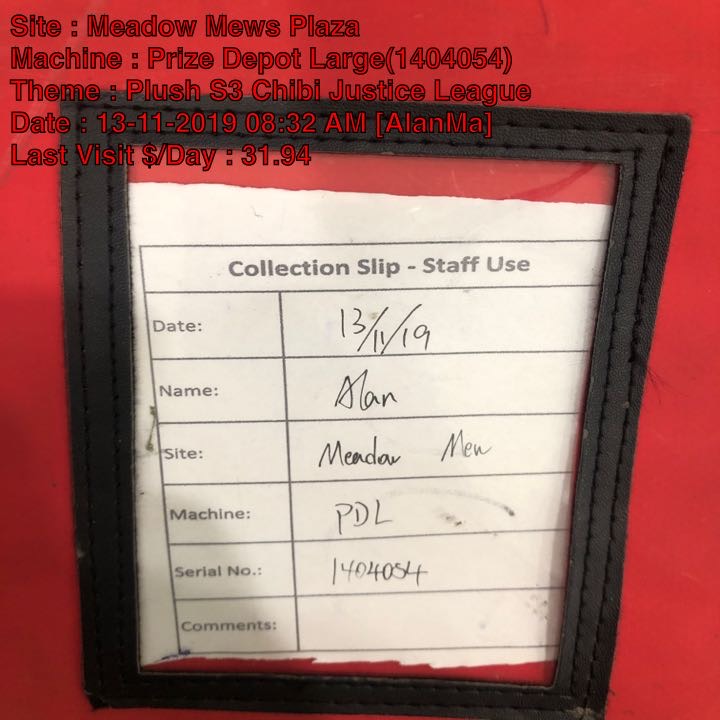 Site : Meadow Mews Plaza
Machine : Prize Depot Large(1404054)
Theme : Plush S3 Chibi Justice League
Date : 13-11-2019 08:32 AM [AlanMa]
Last Visit $/Day : 31.94
Collection Slip - Staff Use
Date: 13/11/19
Name: Alan
Site: Meadow Mew
Machine: PDL
Serial No.: 1404054
Comments: